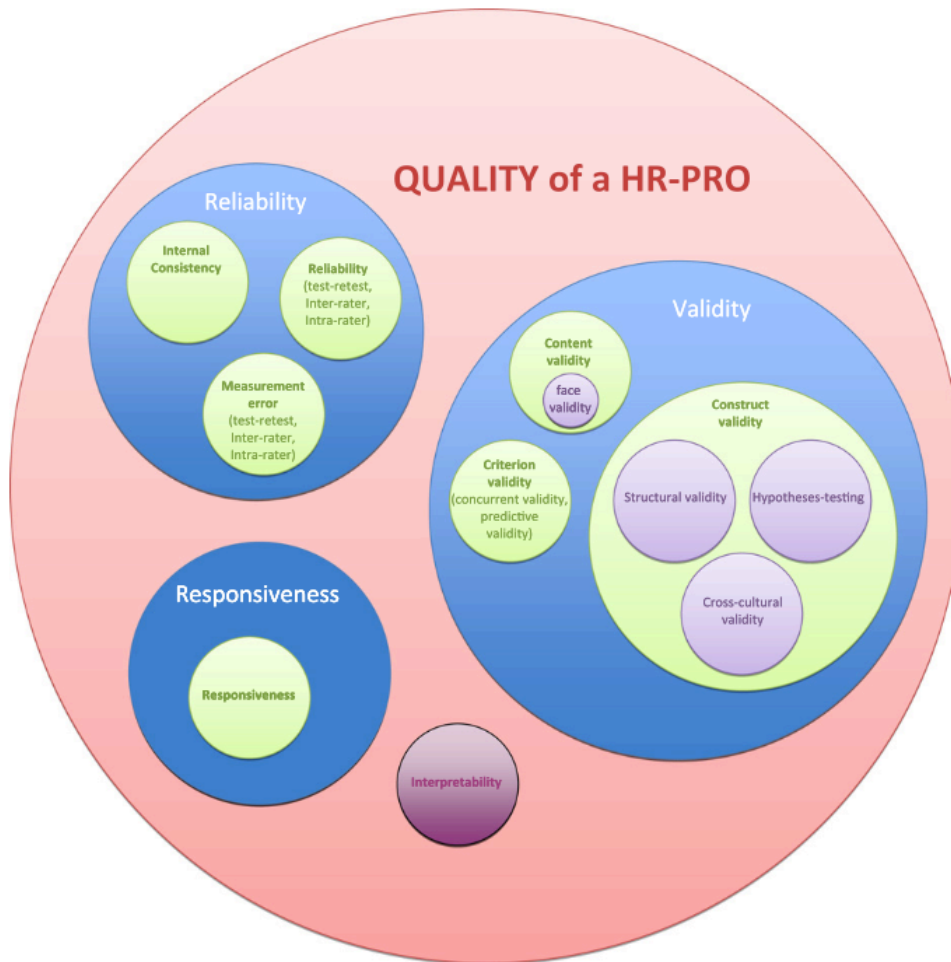 QUALITY of a HR-PRO
Reliability
Internal
Consistency
Reliability
(test-retest,
Inter-rater,
Intra-rater)
Measurement
error
(test-retest,
Inter-rater,
Intra-rater)
Validity
Content
validity
face
validity
Criterion
validity
(concurrent validity,
predictive
validity)
Construct
validity
Structural validity
Hypotheses-testing
Cross-cultural
validity
Responsiveness
Responsiveness
Interpretability